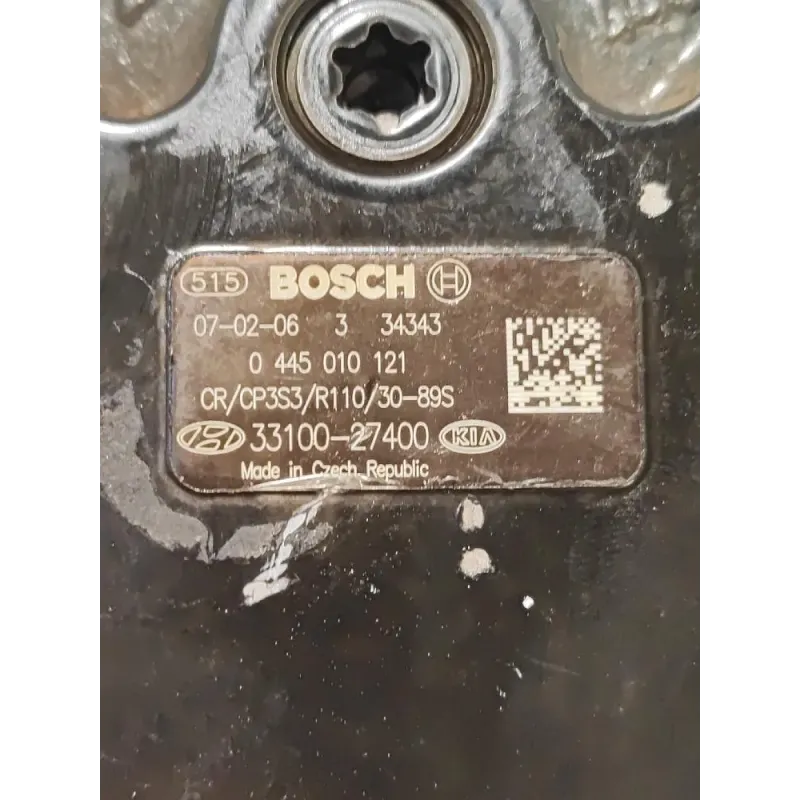 515 BOSCH
07-02-06 3 34343
0 445 010 121
CR/CP3S3/R110/30-89S
33100-27400 KIA
Made in Czech Republic